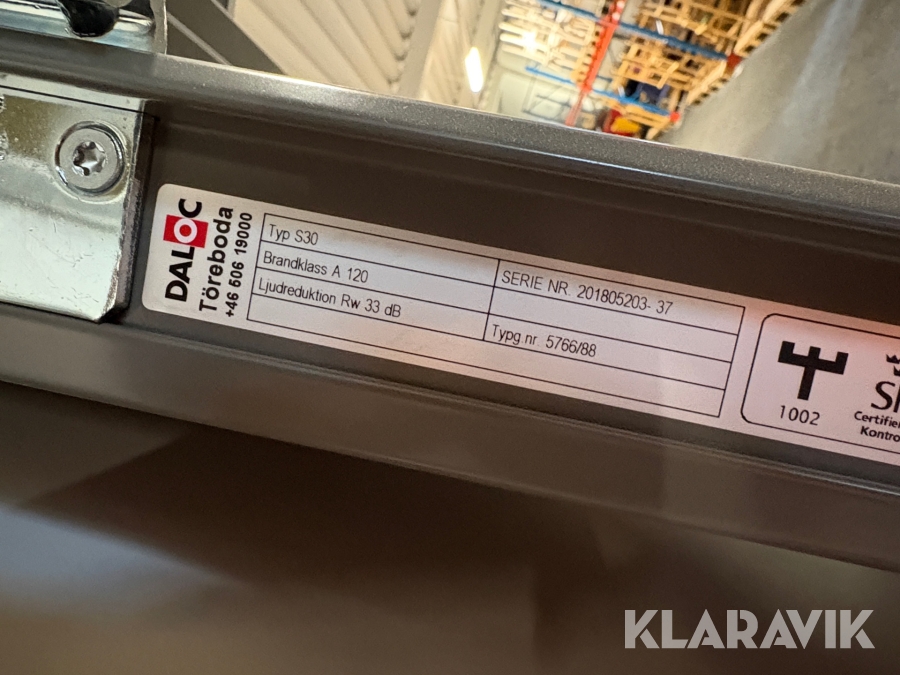 DALOC
Töreboda
+46 506 19000
Typ S30
Brandklass A 120
Ljudreduktion Rw 33 dB
SERIE NR. 201805203- 37
Typg nr. 5766/88
1002
KLARAVIK